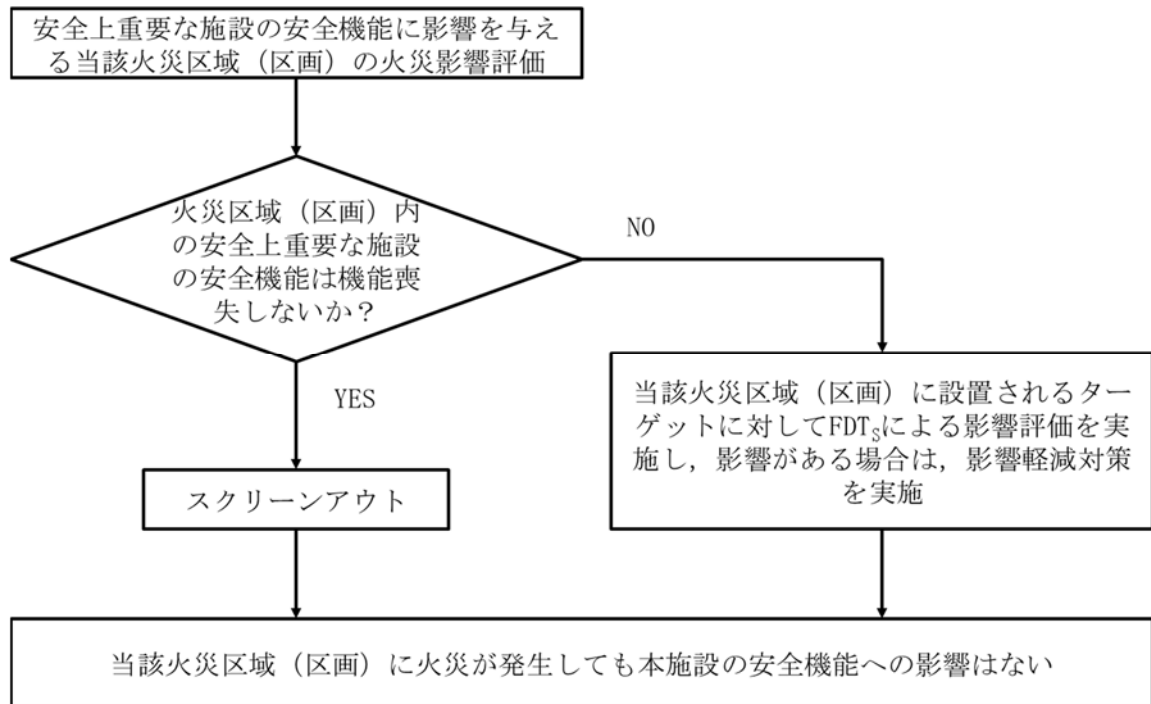 安全上重要な施設の安全機能に影響を与え
る当該火災区域（区画）の火災影響評価
火災区域（区画）内
の安全上重要な施設
の安全機能は機能喪
失しないか？
NO
YES
当該火災区域（区画）に設置されるター
ゲットに対してFDTSによる影響評価を実
施し，影響がある場合は，影響軽減対策
を実施
スクリーンアウト
当該火災区域（区画）に火災が発生しても本施設の安全機能への影響はない